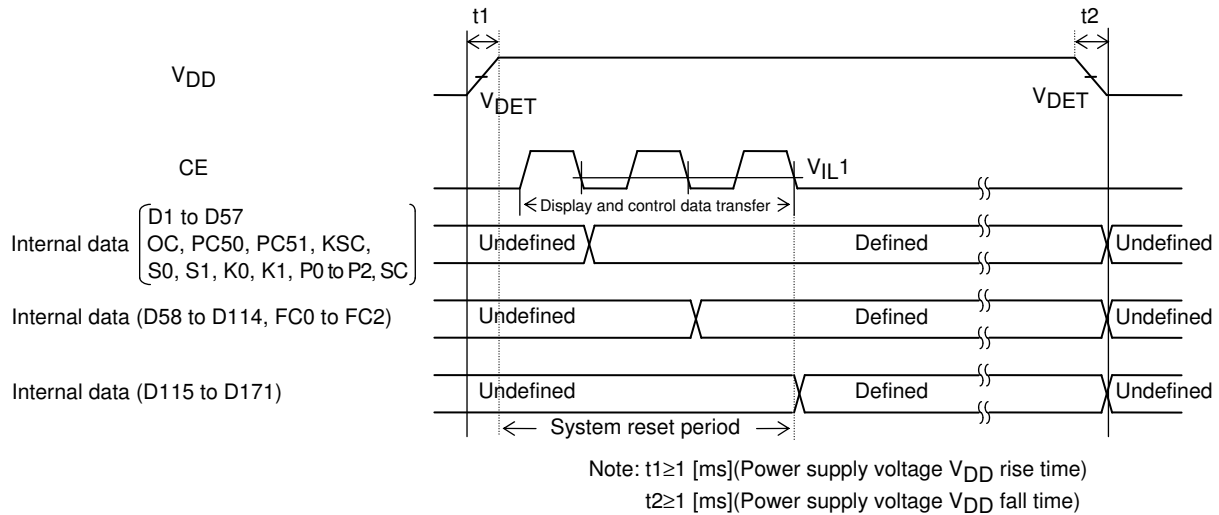 t1 t2
VDD
VDET VDET
CE
VIL1
Display and control data transfer
Internal data
D1 to D57
OC, PC50, PC51, KSC,
S0, S1, K0, K1, P0 to P2, SC
Undefined Defined Undefined
Internal data (D58 to D114, FC0 to FC2) Undefined Defined Undefined
Internal data (D115 to D171) Undefined Defined Undefined
System reset period
Note: t1≥1 [ms](Power supply voltage VDD rise time)
t2≥1 [ms](Power supply voltage VDD fall time)